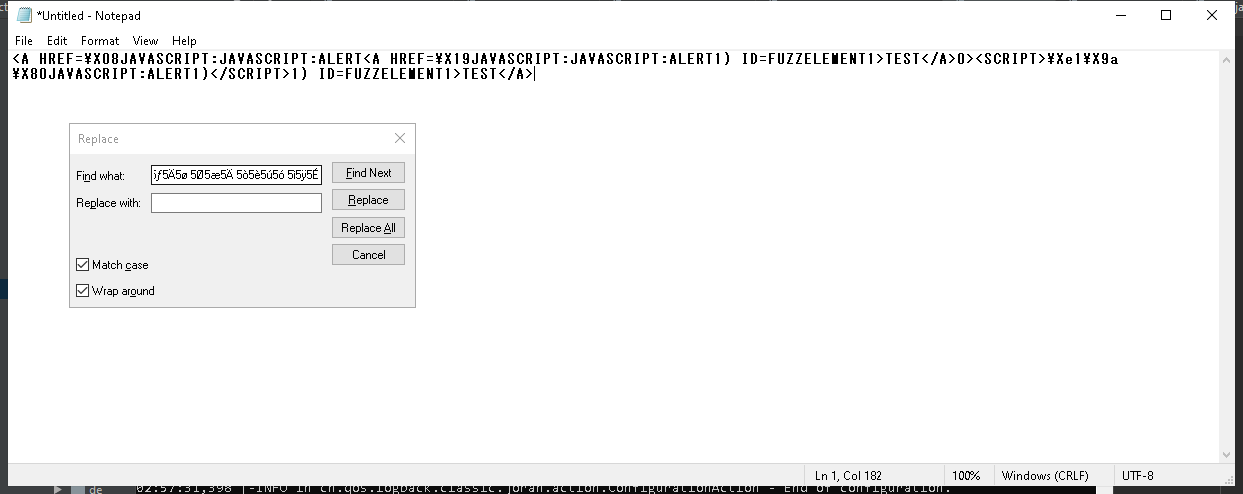 *Untitled - Notepad
File Edit Format View Help
<A HREF=¥X08JAVASCRIPT:JAVASCRIPT:ALERT<A HREF=¥X19JAVASCRIPT:JAVASCRIPT:ALERT1) ID=FUZZELEMENT1>TEST</A>0><SCRIPT>¥Xe1¥X9a
¥X80JAVASCRIPT:ALERT1)</SCRIPT>1) ID=FUZZELEMENT1>TEST</A>
Replace
Find what: 5Ä5ø 5Ø5æ5Ä 5ò5è5ú5ó 5ì5ÿ5É Find Next
Replace with: Replace
Replace All
Cancel
Match case
Wrap around
Ln 1, Col 182 100% Windows (CRLF) UTF-8
de 02:57:31,398 |-INFO in ch.qos.logback.classic.joran.action.ConfigurationAction - End of configuration.